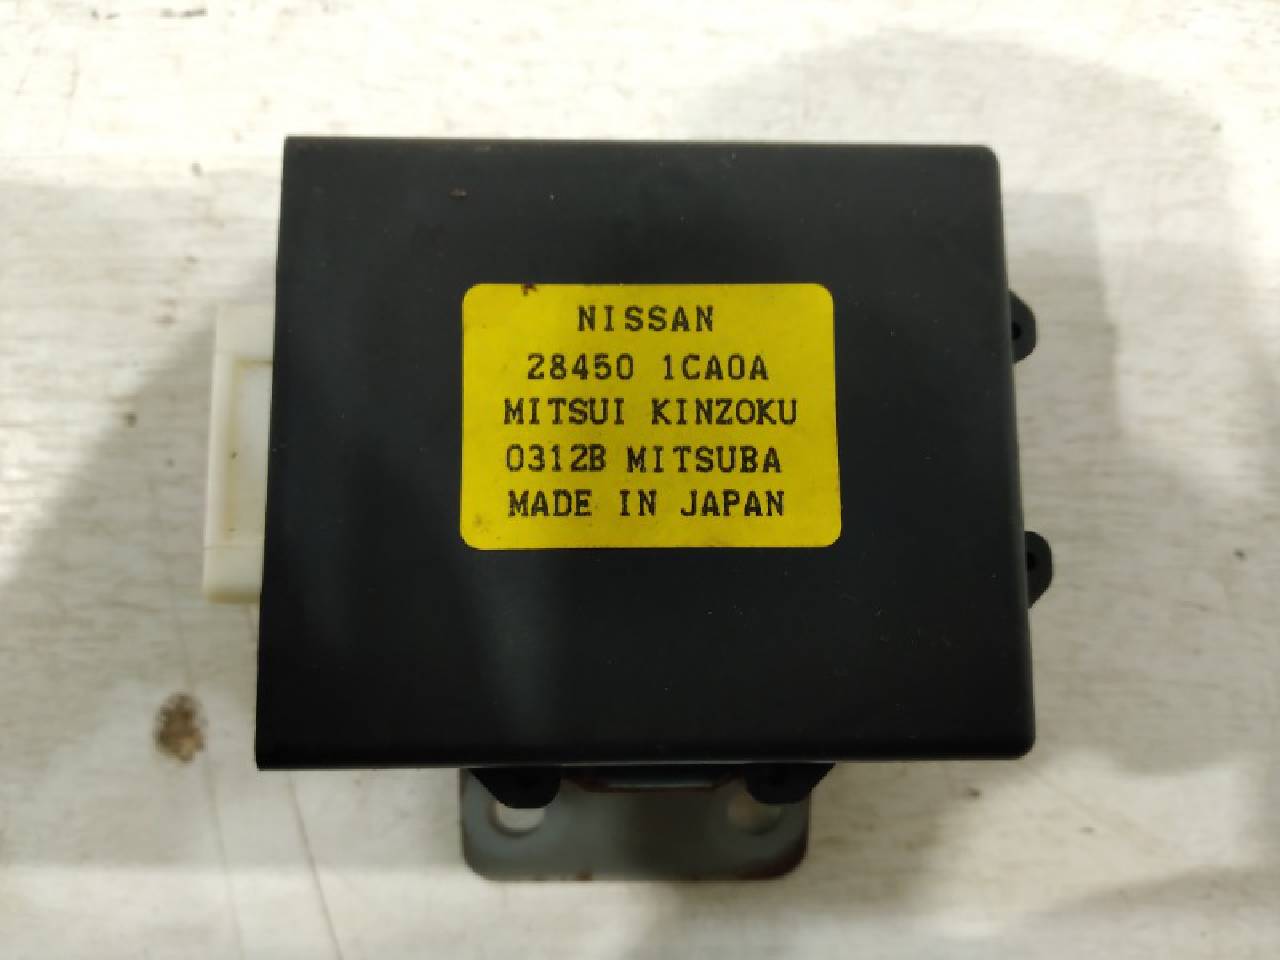 NISSAN
28450 1CA0A
MITSUI KINZOKU
0312B MITSUBA
MADE IN JAPAN